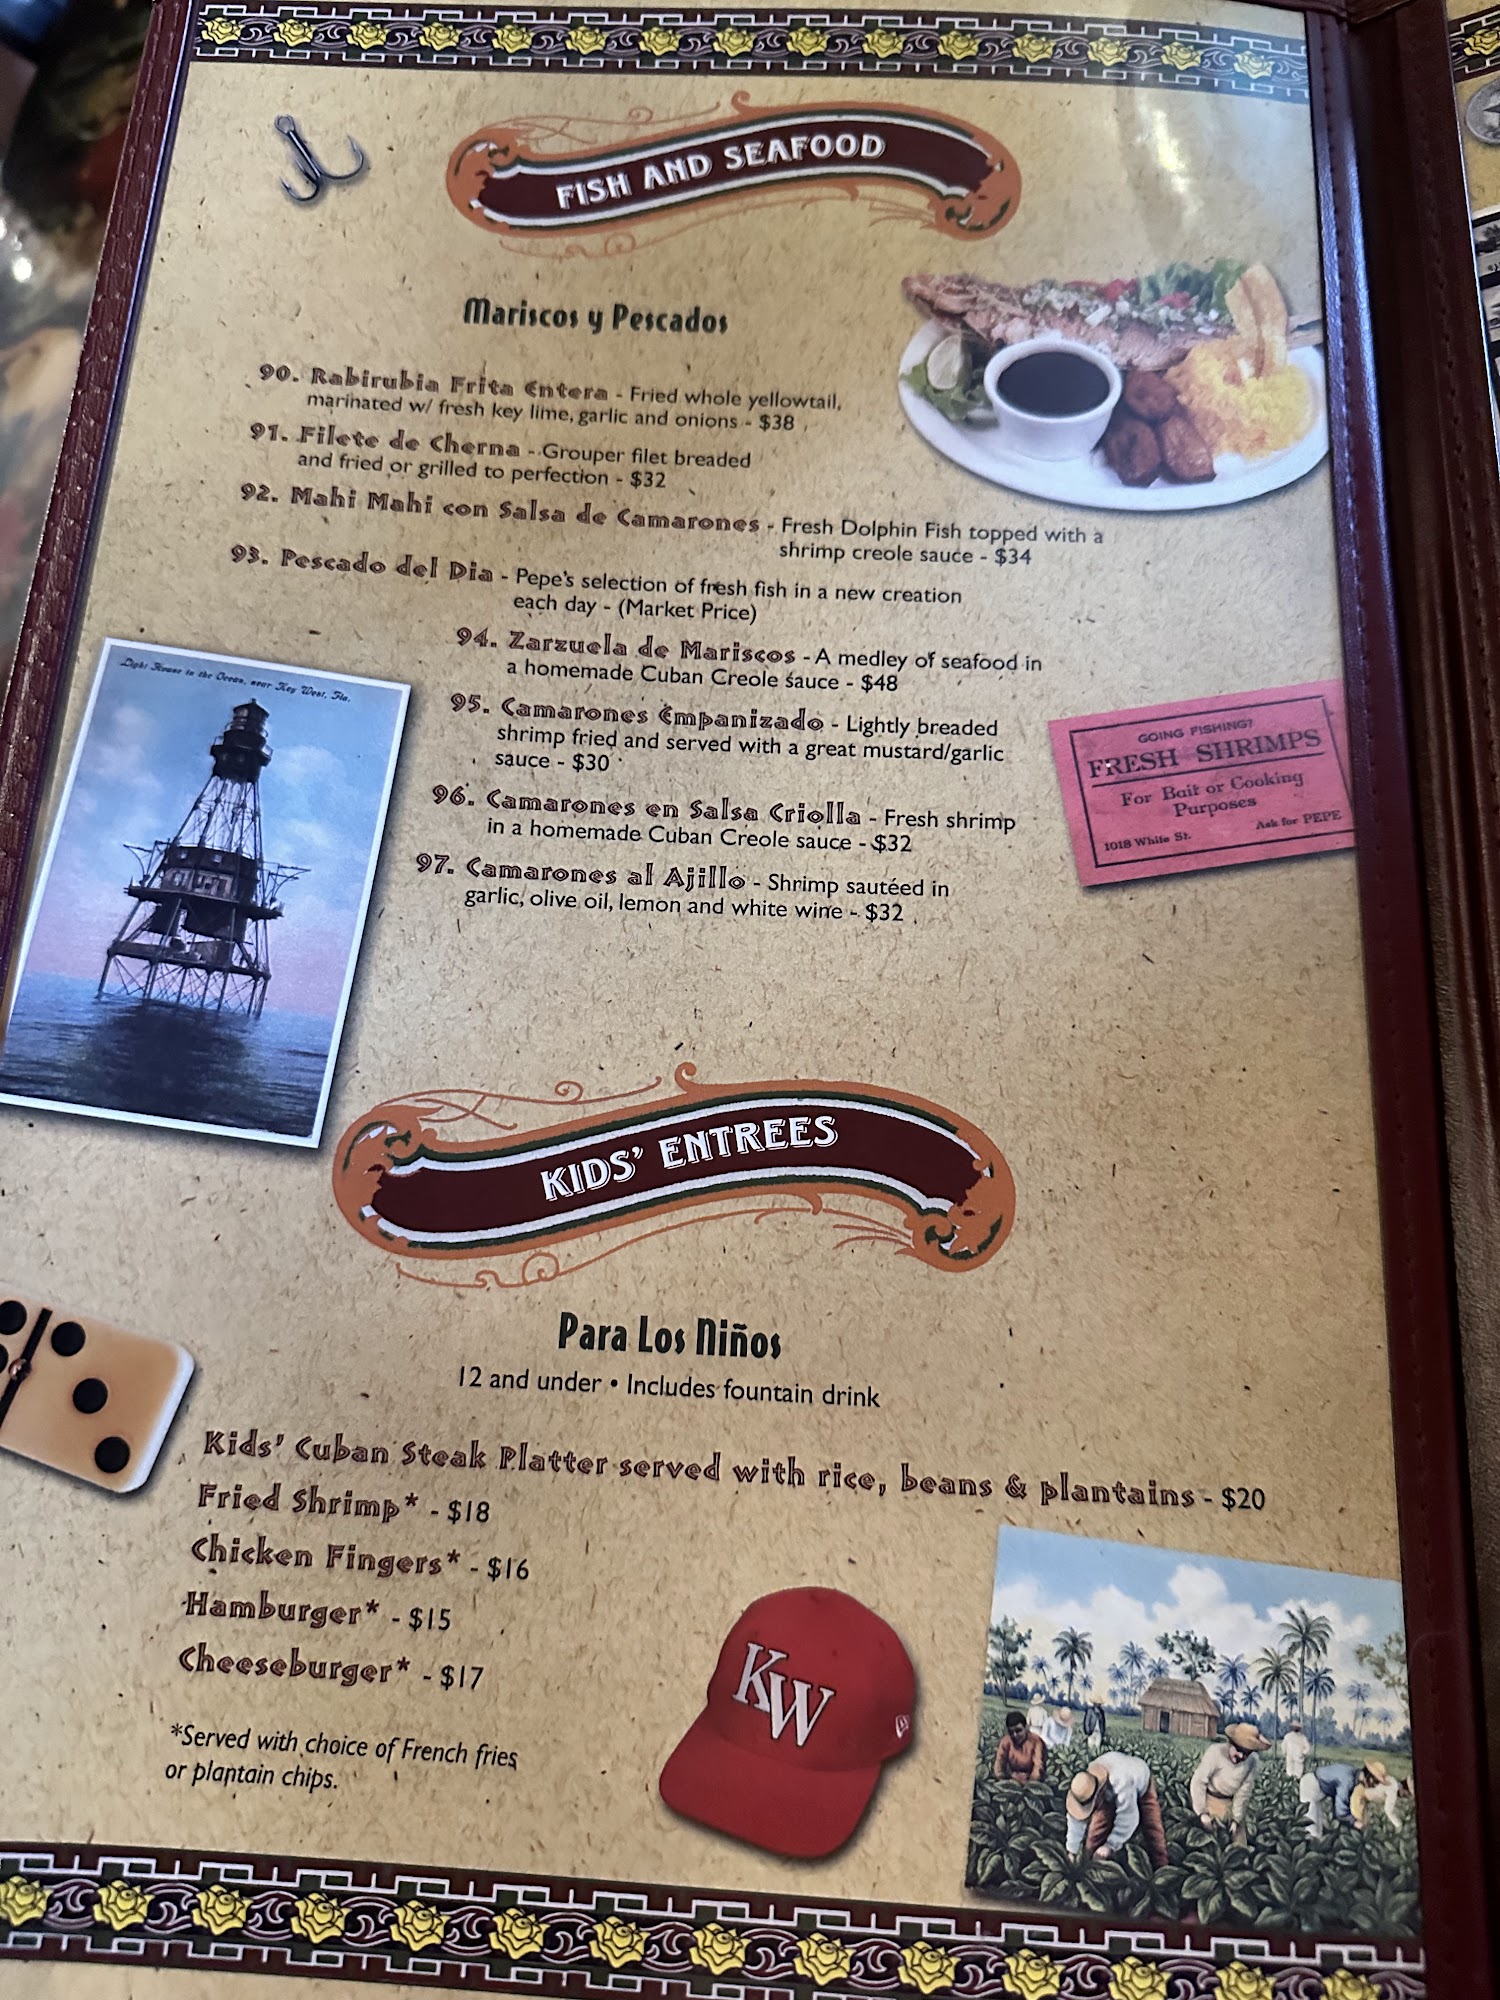 FISH AND SEAFOOD
Mariscos y Pescados
90. Rabirubia Frita Entera - Fried whole yellowtail,
marinated w/ fresh key lime, garlic and onions - $38
91. Filete de Cherna - Grouper filet breaded
and fried or grilled to perfection - $32
92. Mahi Mahi con Salsa de Camarones - Fresh Dolphin Fish topped with a
shrimp creole sauce - $34
93. Pescado del Dia - Pepe's selection of fresh fish in a new creation
each day - (Market Price)
94. Zarzuela de Mariscos - A medley of seafood in
a homemade Cuban Creole sauce - $48
95. Camarones Empanizado - Lightly breaded
shrimp fried and served with a great mustard/garlic
sauce - $30
96. Camarones en Salsa Criolla - Fresh shrimp
in a homemade Cuban Creole sauce - $32
97. Camarones al Ajillo - Shrimp sautéed in
garlic, olive oil, lemon and white wine - $32
Light House in the Ocean, near Key West, Fla.
GOING FISHING?
FRESH SHRIMPS
For Bait or Cooking
Purposes
1018 White St. Ask for PEPE
KIDS' ENTREES
Para Los Niños
12 and under • Includes fountain drink
Kids' Cuban Steak Platter served with rice, beans & plantains - $20
Fried Shrimp* - $18
Chicken Fingers* - $16
Hamburger* - $15
Cheeseburger* - $17
*Served with choice of French fries
or plantain chips.
KW